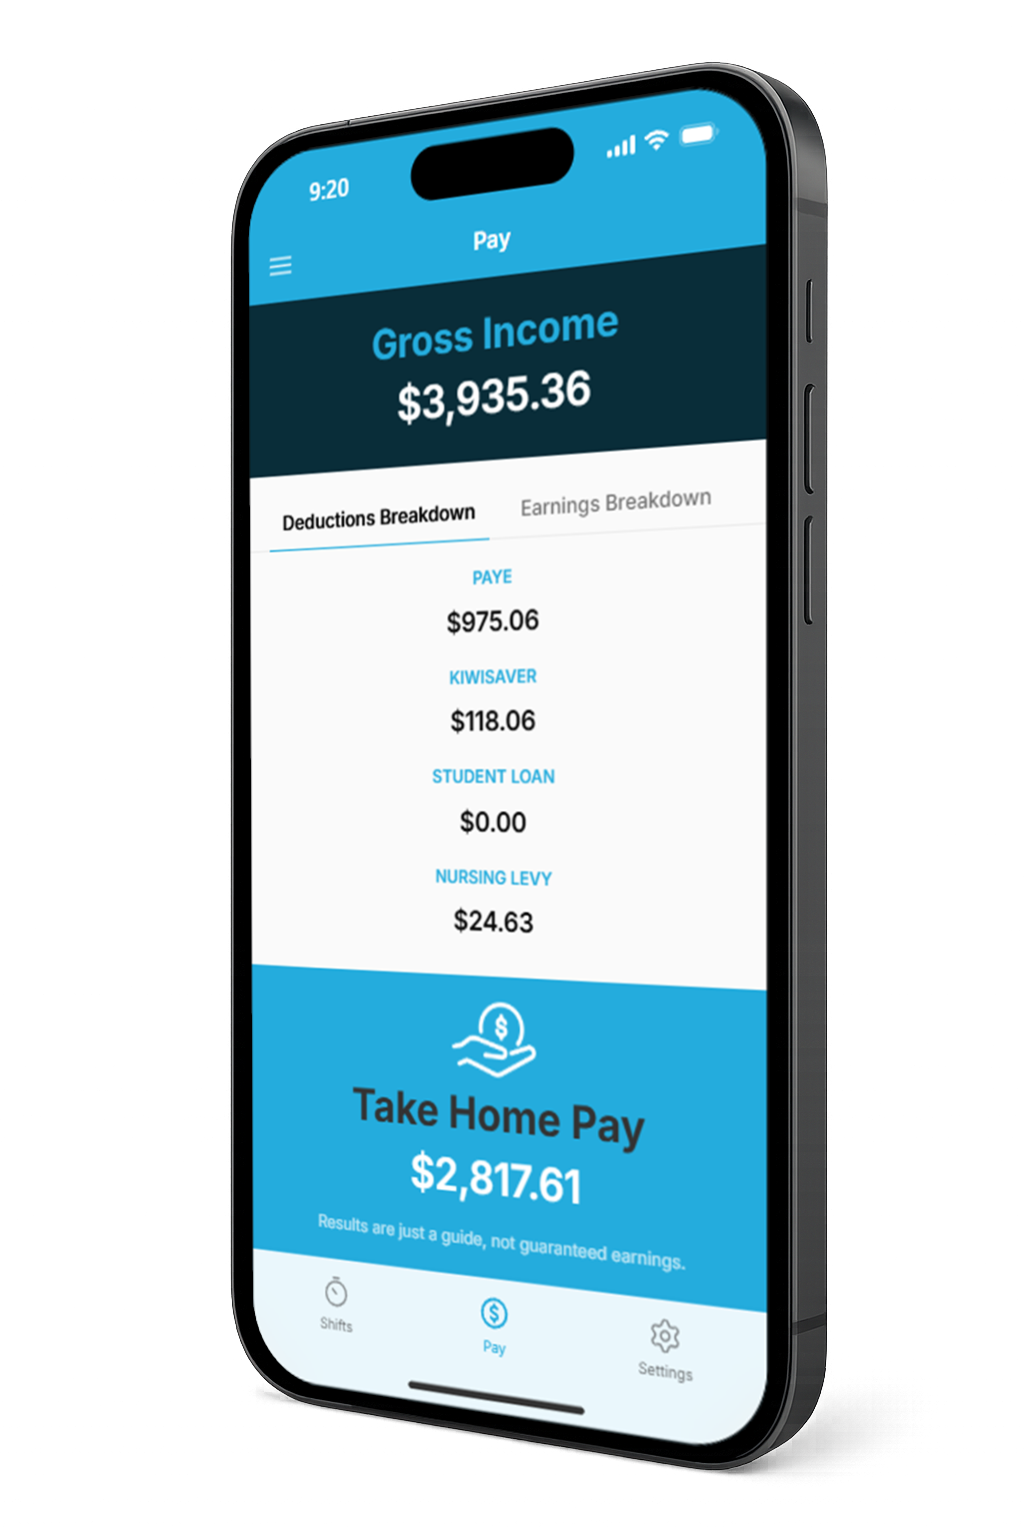 9:20
Pay
Gross Income
$3,935.36
Deductions Breakdown
Earnings Breakdown
PAYE
$975.06
KIWISAVER
$118.06
STUDENT LOAN
$0.00
NURSING LEVY
$24.63
$
Take Home Pay
$2,817.61
Results are just a guide, not guaranteed earnings.
Shifts
$
Pay
Settings